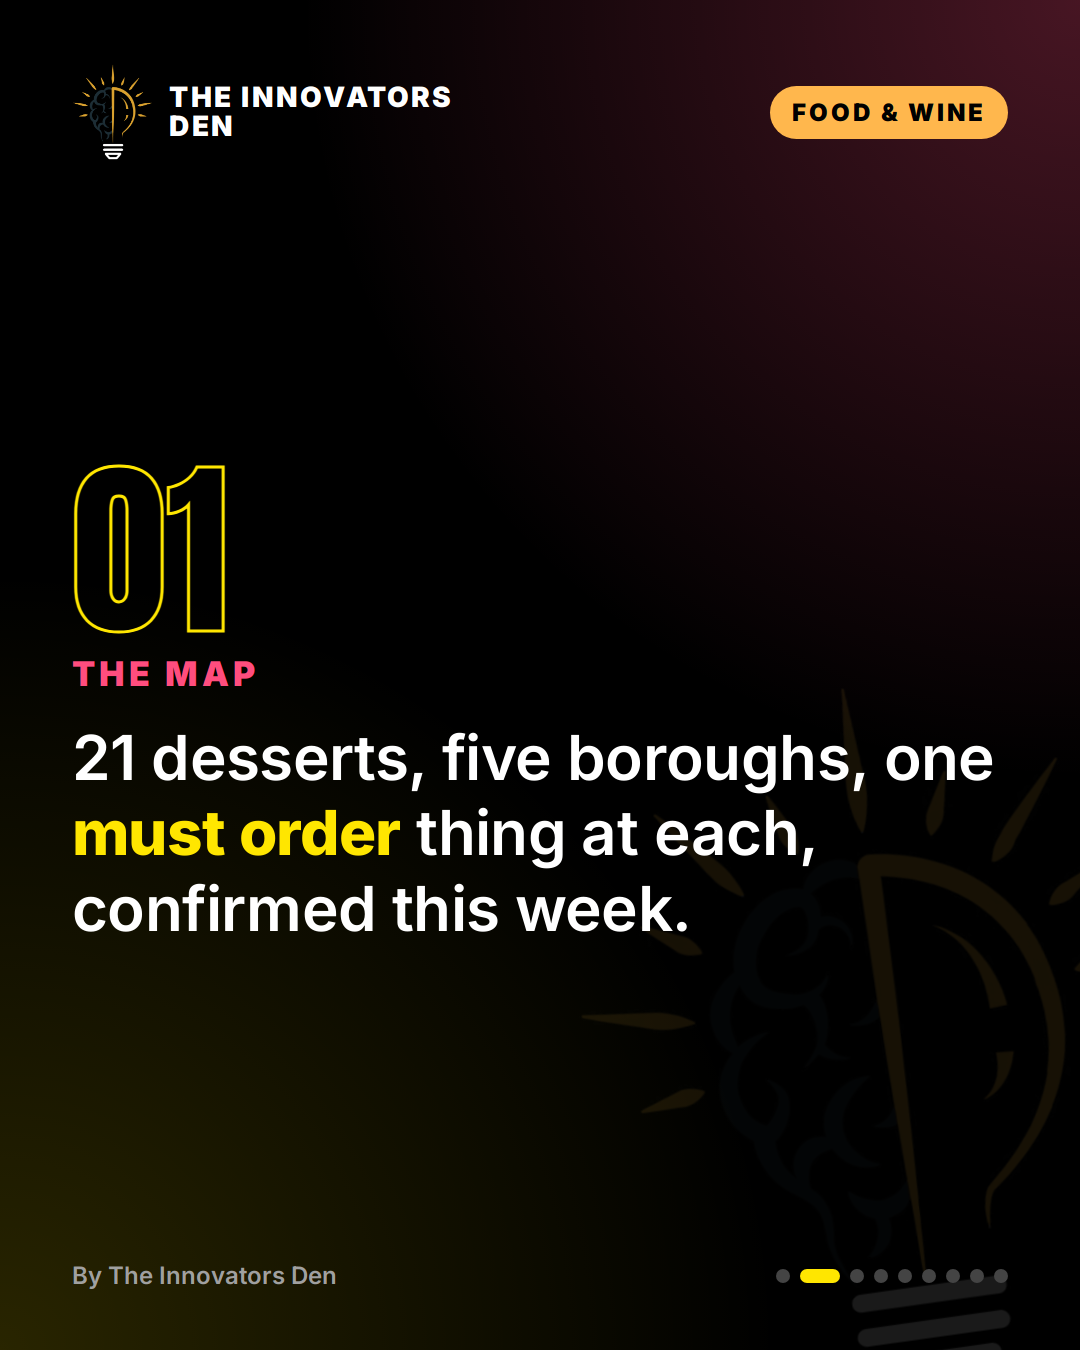 THE INNOVATORS
DEN
FOOD & WINE
01
THE MAP
21 desserts, five boroughs, one
must order thing at each,
confirmed this week.
By The Innovators Den